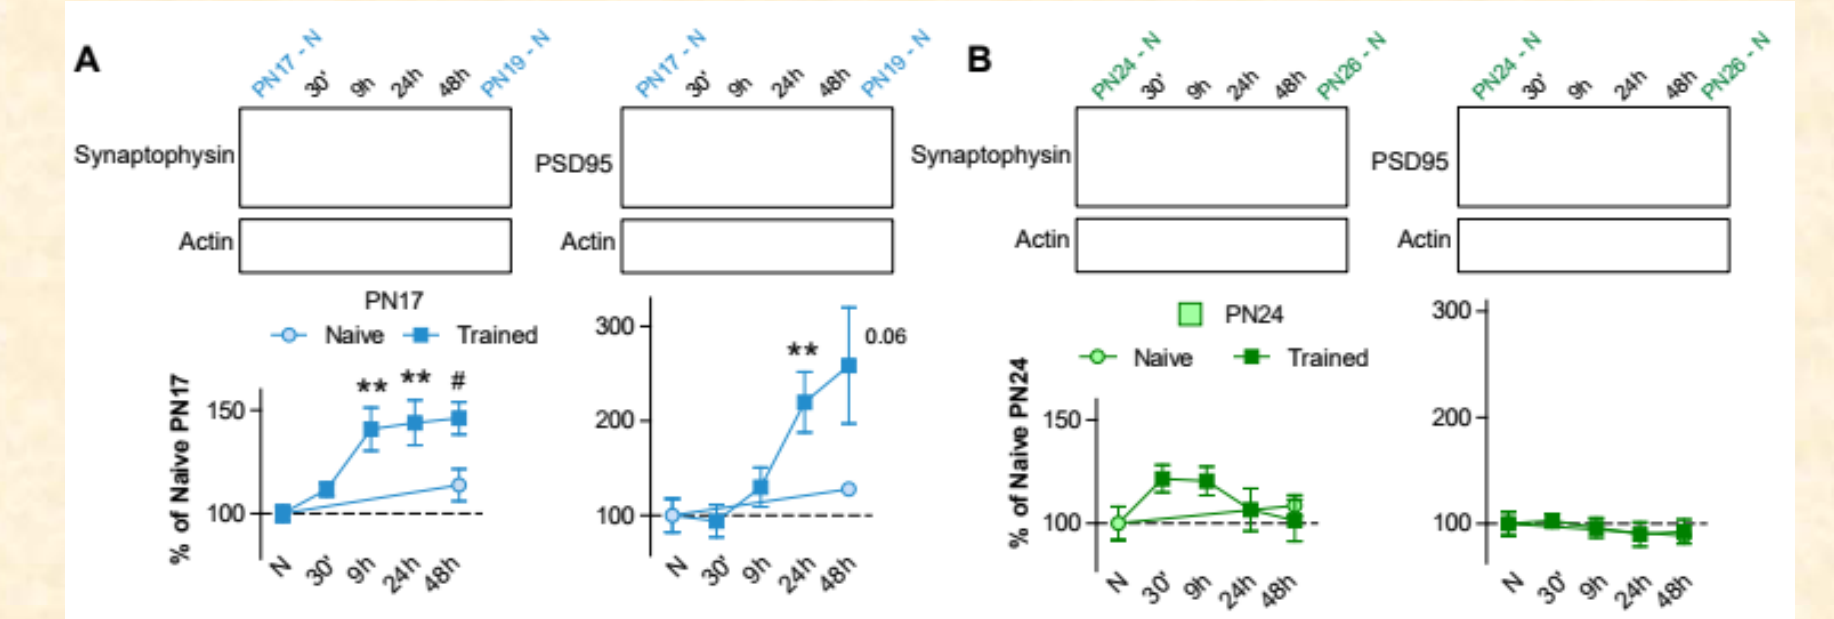 A
PN17 - N 30' 9h 24h 48h PN19 - N
Synaptophysin
Actin
PN17 - N 30' 9h 24h 48h PN19 - N
PSD95
Actin
PN17
Naive Trained
% of Naive PN17
150
100
** ** #
N 30' 9h 24h 48h
300
200
100
** 0.06
N 30' 9h 24h 48h
B
PN24 - N 30' 9h 24h 48h PN26 - N
Synaptophysin
Actin
PN24 - N 30' 9h 24h 48h PN26 - N
PSD95
Actin
PN24
Naive Trained
% of Naive PN24
150
100
N 30' 9h 24h 48h
300
200
100
N 30' 9h 24h 48h